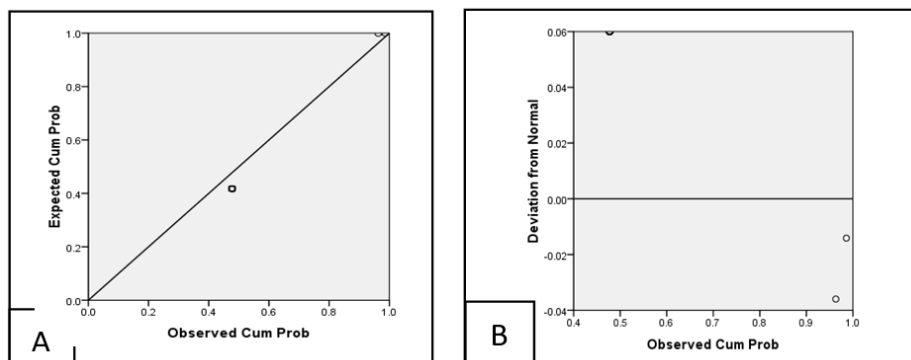 1.0
0.8
0.6
0.4
0.2
0.0
Expected Cum Prob
0.0 0.2 0.4 0.6 0.8 1.0
Observed Cum Prob
A
0.06
0.04
0.02
0.00
-0.02
-0.04
Deviation from Normal
0.4 0.5 0.6 0.7 0.8 0.9 1.0
Observed Cum Prob
B